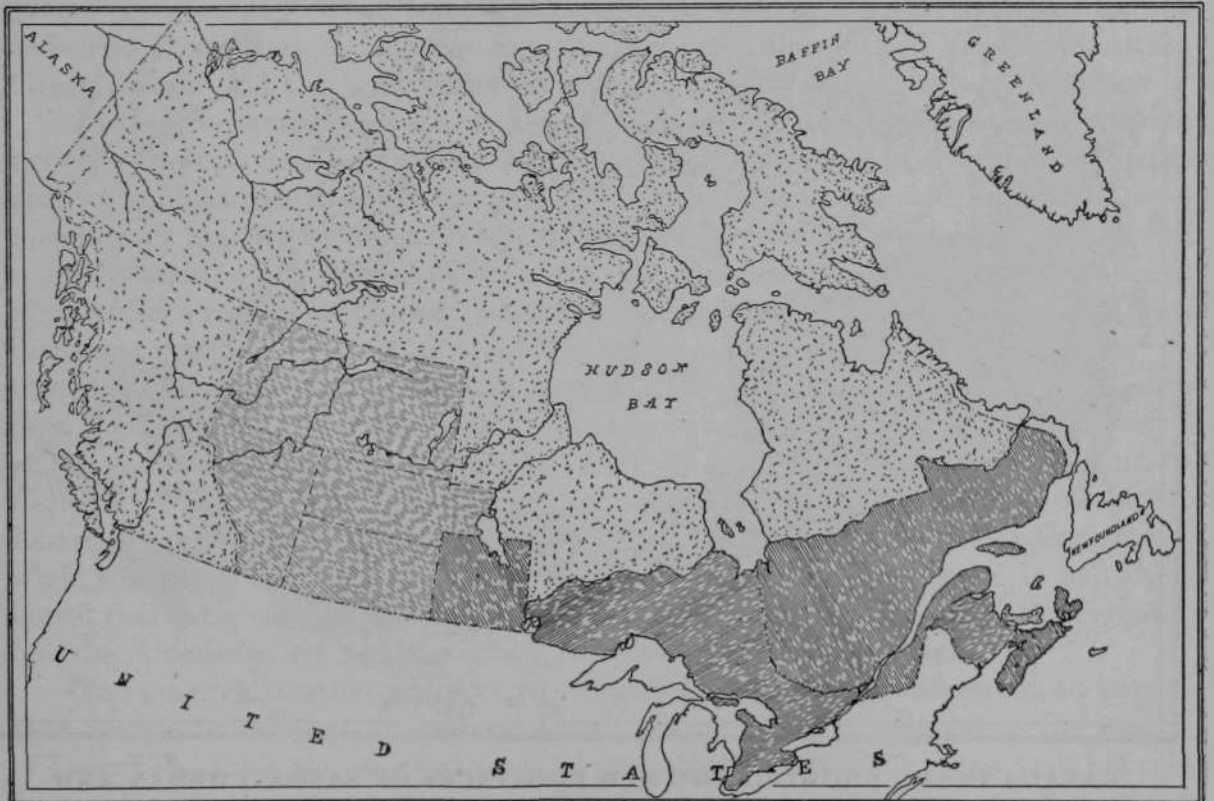 ALASKA
BAFFIN
BAY
GREENLAND
HUDSON
BAY
NEWFOUNDLAND
UNITED STATES